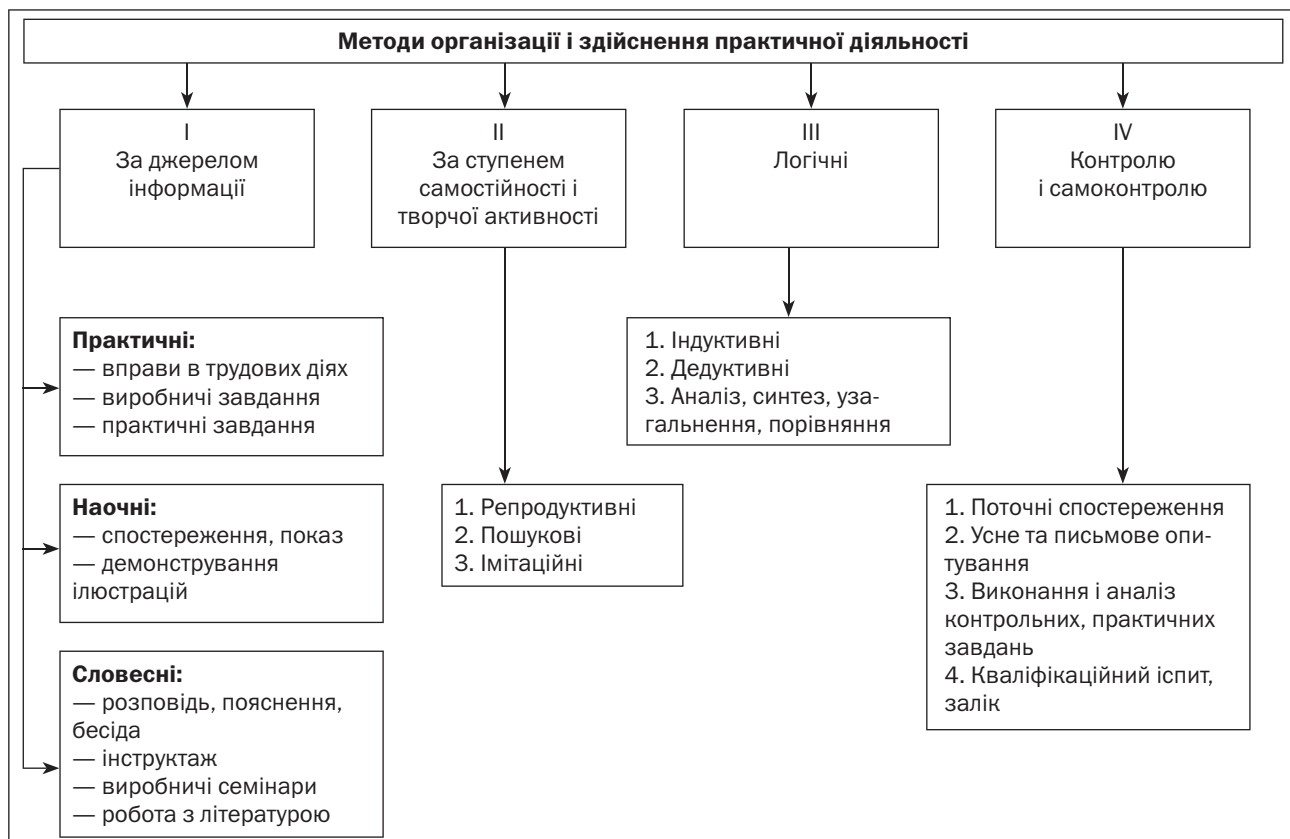 Методи організації і здійснення практичної діяльності
I
За джерелом
інформації
II
За ступенем
самостійності і
творчої активності
III
Логічні
IV
Контролю
і самоконтролю
Практичні:
— вправи в трудових діях
— виробничі завдання
— практичні завдання
Наочні:
— спостереження, показ
— демонстрування
ілюстрацій
Словесні:
— розповідь, пояснення,
бесіда
— інструктаж
— виробничі семінари
— робота з літературою
1. Репродуктивні
2. Пошукові
3. Імітаційні
1. Індуктивні
2. Дедуктивні
3. Аналіз, синтез, уза-
гальнення, порівняння
1. Поточні спостереження
2. Усне та письмове опи-
тування
3. Виконання і аналіз
контрольних, практичних
завдань
4. Кваліфікаційний іспит,
залік